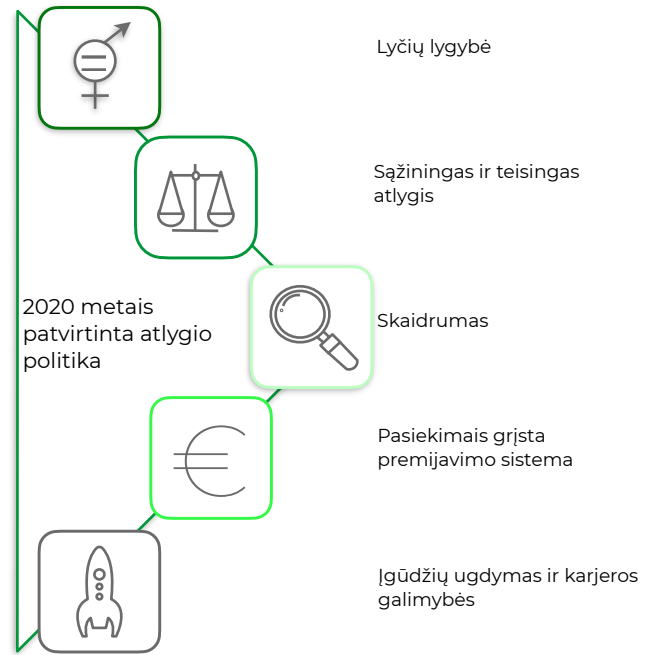 Lyčių lygybė
Sąžiningas ir teisingas
atlygis
2020 metais
patvirtinta atlygio
politika
Skaidrumas
Pasiekimais grįsta
premijavimo sistema
Įgūdžių ugdymas ir karjeros
galimybės